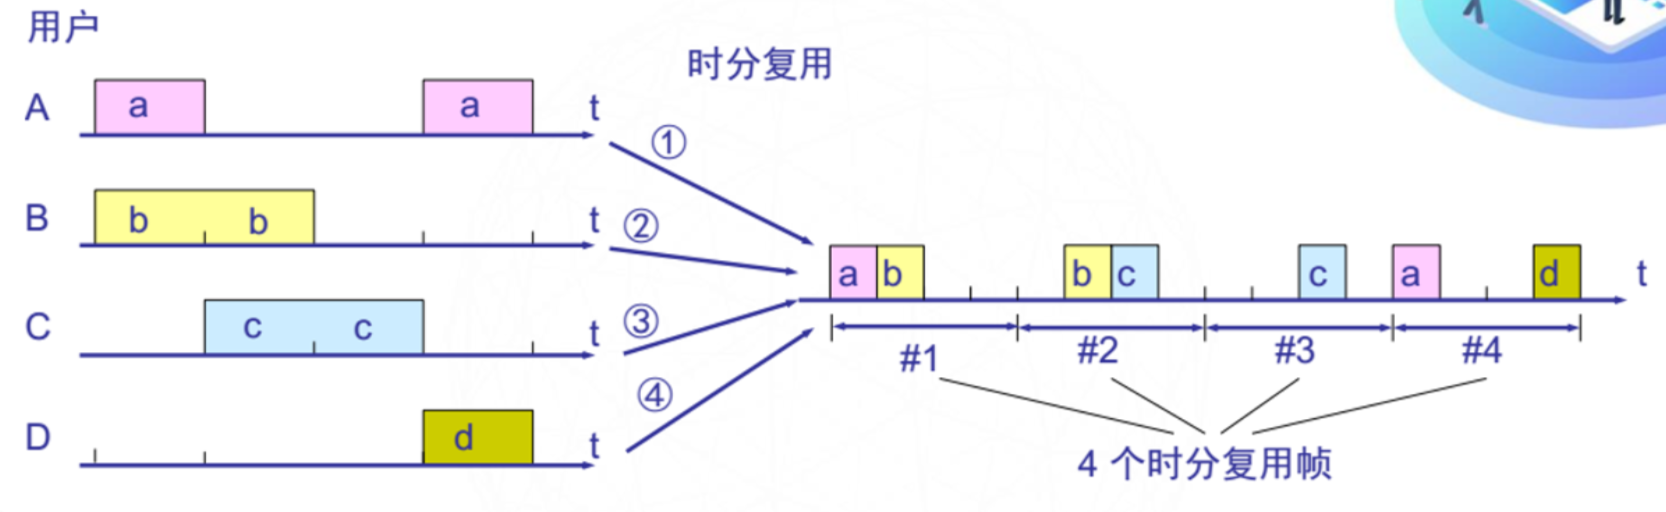 用户
时分复用
A a a t
①
B b b t
②
a b b c c a d t
C c c t
③
#1 #2 #3 #4
④
D d t
4 个时分复用帧